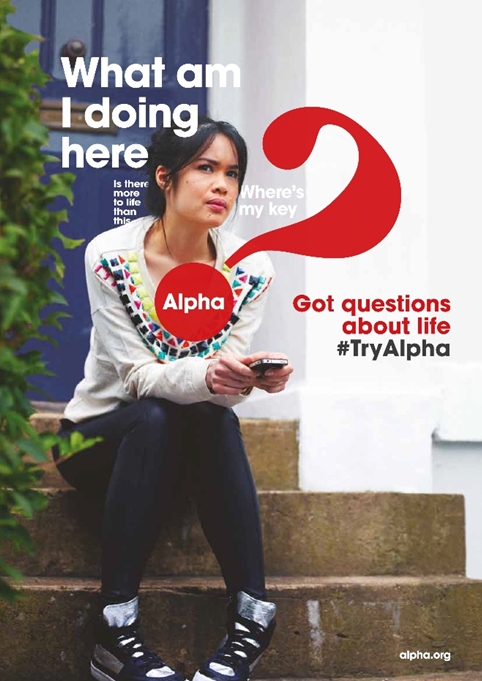 What am
I doing
here
Is there
more
to life
than
this
Where's
my key
Alpha
Got questions
about life
#TryAlpha
alpha.org